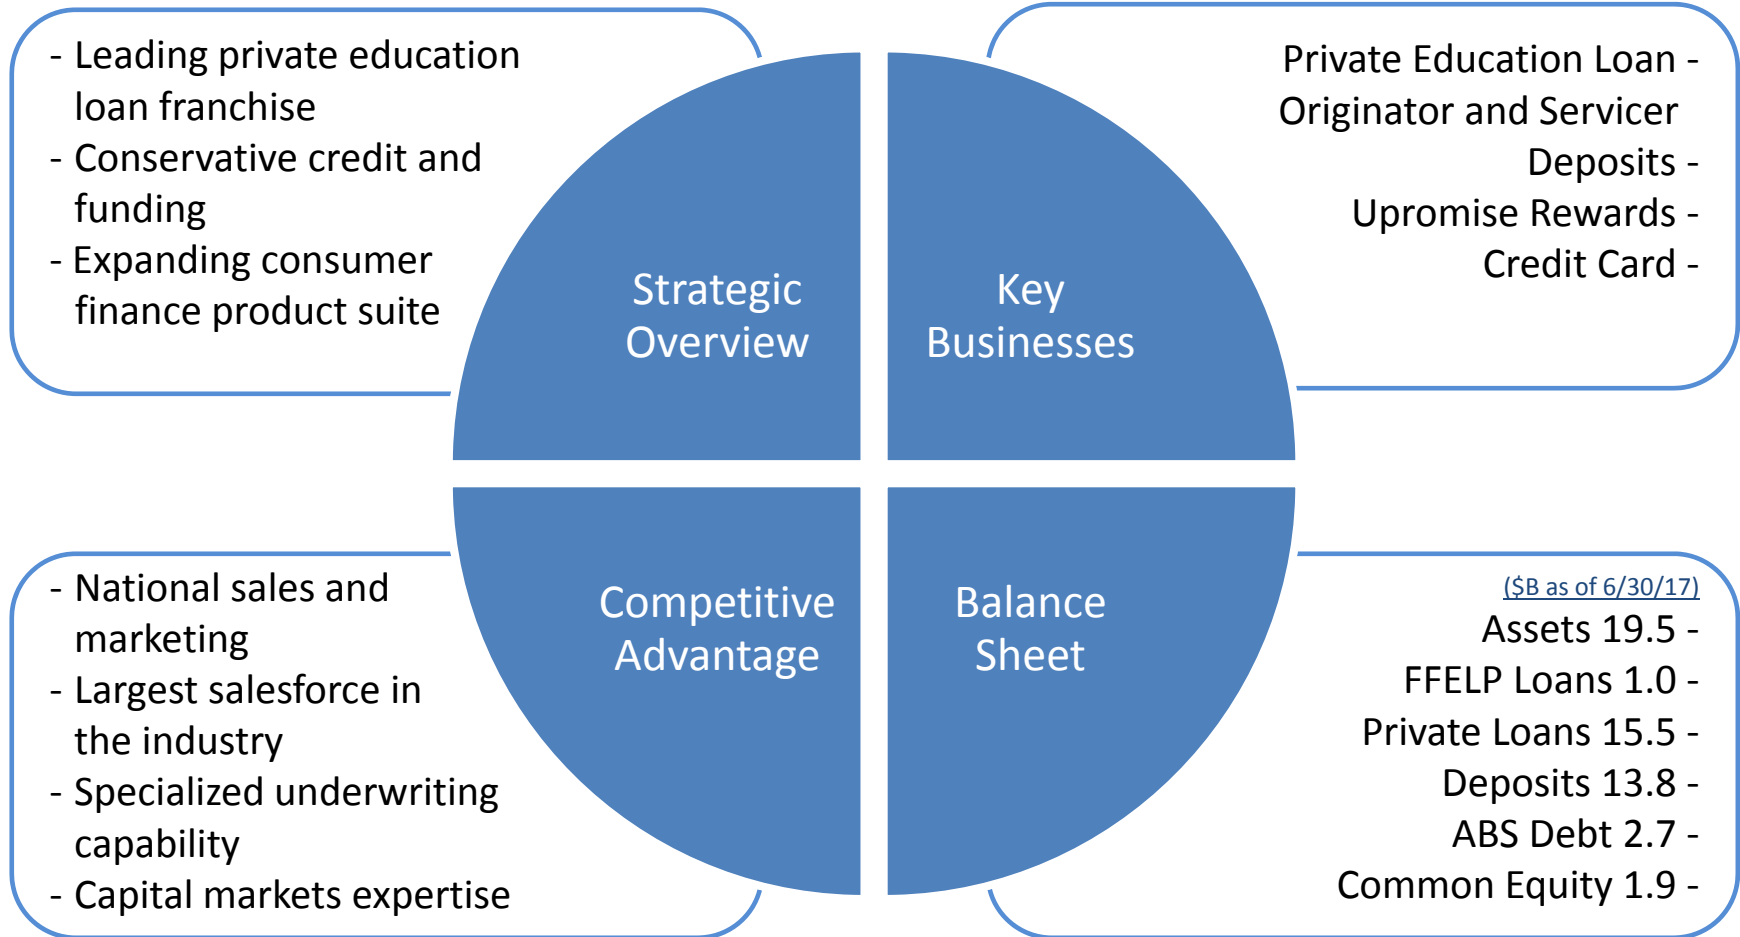 - Leading private education
loan franchise
- Conservative credit and
funding
- Expanding consumer
finance product suite
Strategic
Overview
Private Education Loan -
Originator and Servicer
Deposits -
Upromise Rewards -
Credit Card -
Key
Businesses
- National sales and
marketing
- Largest salesforce in
the industry
- Specialized underwriting
capability
- Capital markets expertise
Competitive
Advantage
Balance
Sheet
($B as of 6/30/17)
Assets 19.5 -
FFELP Loans 1.0 -
Private Loans 15.5 -
Deposits 13.8 -
ABS Debt 2.7 -
Common Equity 1.9 -